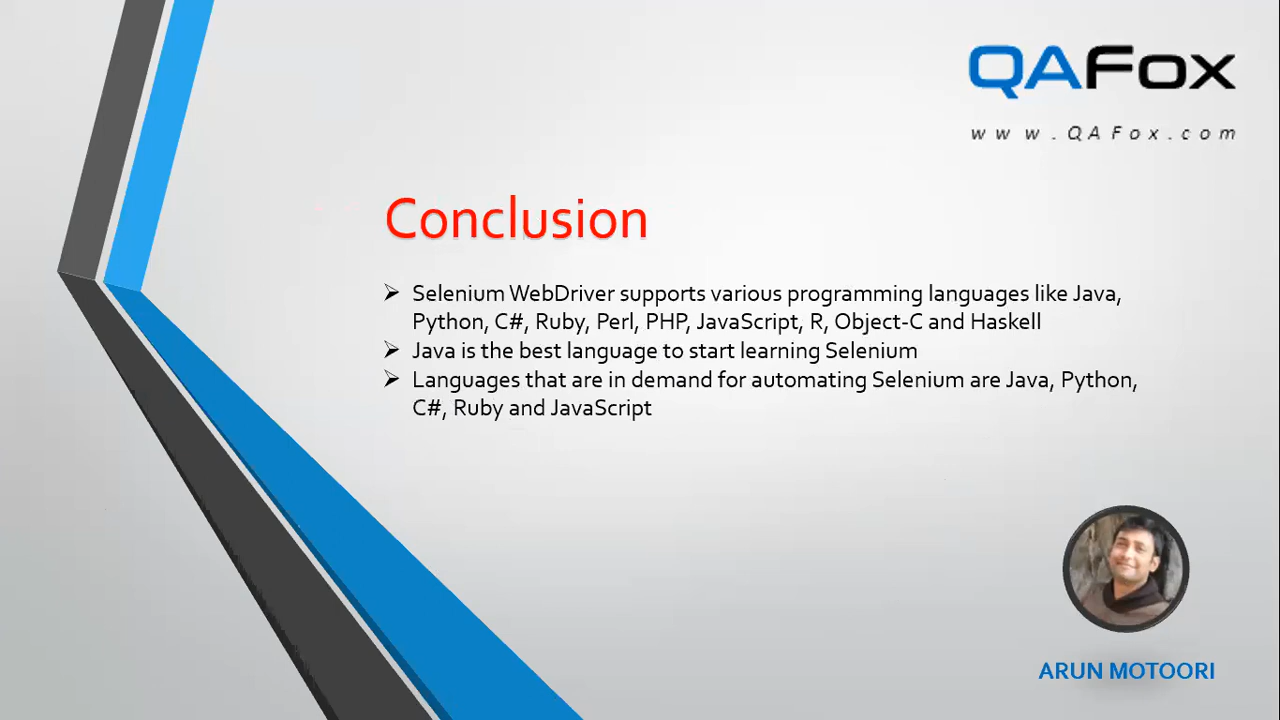 QAFox
www.QAFox.com
Conclusion
➢ Selenium WebDriver supports various programming languages like Java,
Python, C#, Ruby, Perl, PHP, JavaScript, R, Object-C and Haskell
➢ Java is the best language to start learning Selenium
➢ Languages that are in demand for automating Selenium are Java, Python,
C#, Ruby and JavaScript
ARUN MOTOORI